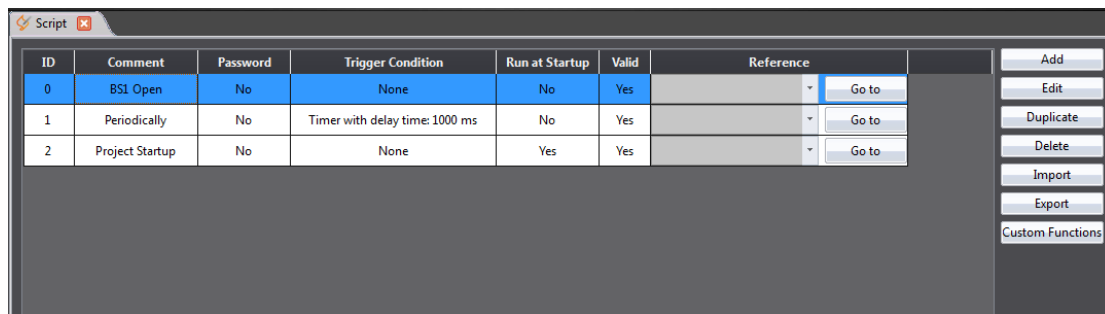 Script
ID Comment Password Trigger Condition Run at Startup Valid Reference
0 BS1 Open No None No Yes Go to
1 Periodically No Timer with delay time: 1000 ms No Yes Go to
2 Project Startup No None Yes Yes Go to
Add
Edit
Duplicate
Delete
Import
Export
Custom Functions